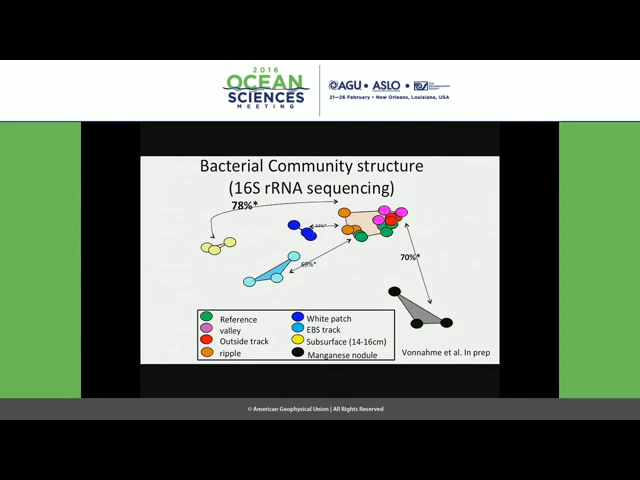 2016
OCEAN
SCIENCES
MEETING
AGU • ASLO •
21–26 February • New Orleans, Louisiana, USA
Bacterial Community structure
(16S rRNA sequencing)
78%*
69%*
70%*
Reference
valley
Outside track
ripple
White patch
EBS track
Subsurface (14-16cm)
Manganese nodule
Vonnahme et al. In prep
© American Geophysical Union | All Rights Reserved